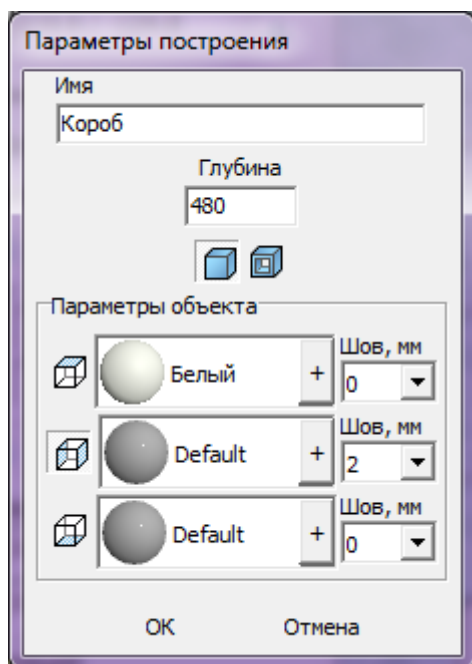 Параметры построения
Имя
Короб
Глубина
480
Параметры объекта
Шов, мм
Белый + 0
Шов, мм
Default + 2
Шов, мм
Default + 0
ОК Отмена